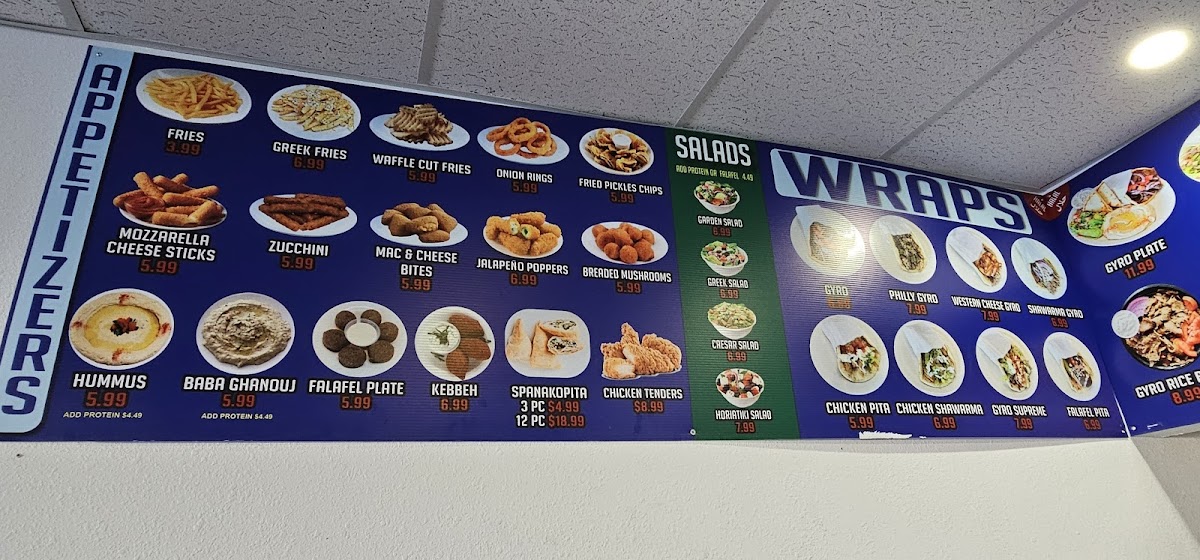 APPETIZERS
FRIES
3.99
GREEK FRIES
6.99
WAFFLE CUT FRIES
5.99
ONION RINGS
5.99
FRIED PICKLES CHIPS
5.99
MOZZARELLA
CHEESE STICKS
5.99
ZUCCHINI
5.99
MAC & CHEESE
BITES
5.99
JALAPEÑO POPPERS
6.99
BREADED MUSHROOMS
5.99
HUMMUS
5.99
ADD PROTEIN $4.49
BABA GHANOUJ
5.99
ADD PROTEIN $4.49
FALAFEL PLATE
5.99
KEBBEH
6.99
SPANAKOPITA
3 PC $4.99
12 PC $18.99
CHICKEN TENDERS
$8.99
SALADS
ADD PROTEIN OR FALAFEL 4.49
GARDEN SALAD
6.99
GREEK SALAD
6.99
CAESAR SALAD
6.99
HORIATIKI SALAD
7.99
WRAPS
GYRO
PHILLY GYRO
7.99
WESTERN CHEESE GYRO
7.99
SHAWARMA GYRO
6.99
CHICKEN PITA
5.99
CHICKEN SHAWARMA
6.99
GYRO SUPREME
7.99
FALAFEL PITA
6.99
GYRO PLATE
11.99
GYRO RICE
8.99